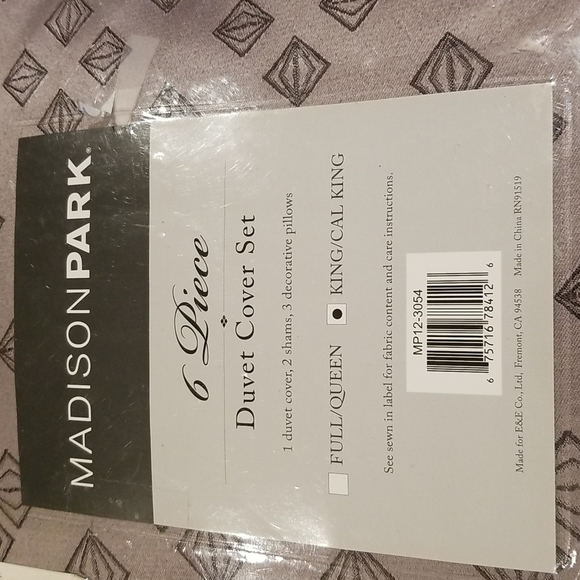 MADISONPARK®
6 Piece
Duvet Cover Set
1 duvet cover, 2 shams, 3 decorative pillows
FULL/QUEEN KING/CAL KING
See sewn in label for fabric content and care instructions.
MP12-3054
6 75716 78412 6
Made for E&E Co., Ltd, Fremont, CA 94538 Made in China RN91519